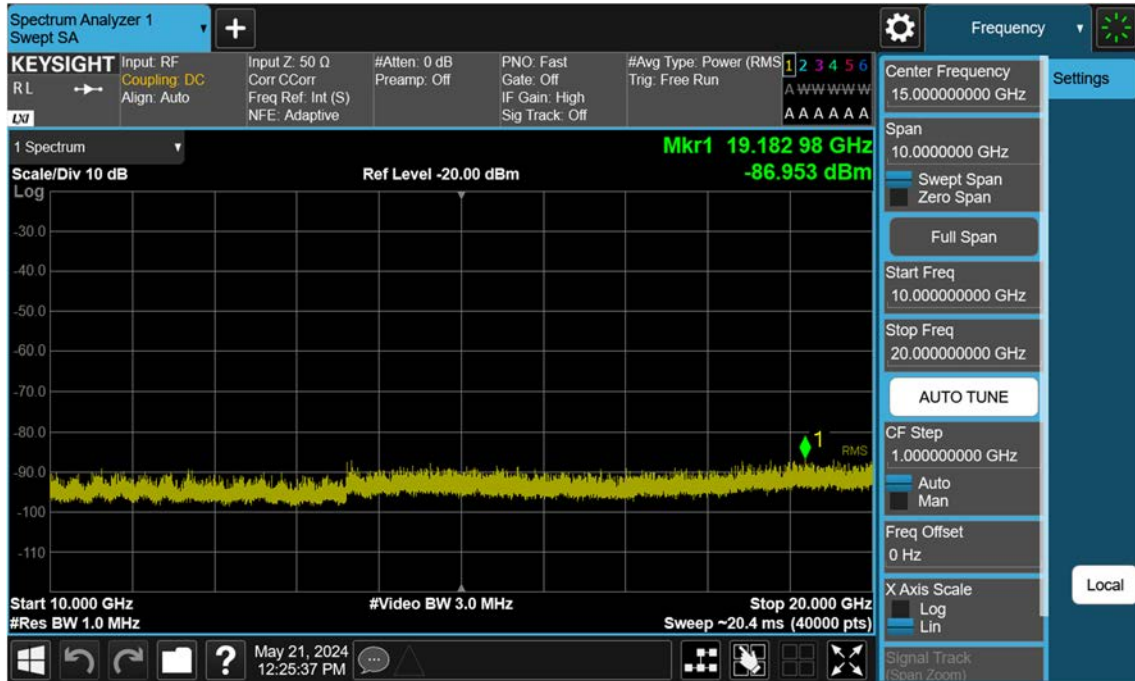 Spectrum Analyzer 1
Swept SA
+
Frequency
KEYSIGHT
R L
LXI
Input: RF
Coupling: DC
Align: Auto
Input Z: 50 Ω
Corr CCorr
Freq Ref: Int (S)
NFE: Adaptive
#Atten: 0 dB
Preamp: Off
PNO: Fast
Gate: Off
IF Gain: High
Sig Track: Off
#Avg Type: Power (RMS
Trig: Free Run
1 2 3 4 5 6
A W W W W W
A A A A A A
1 Spectrum
Scale/Div 10 dB
Log
Ref Level -20.00 dBm
Mkr1 19.182 98 GHz
-86.953 dBm
-30.0
-40.0
-50.0
-60.0
-70.0
-80.0
-90.0
-100
-110
1
RMS
Start 10.000 GHz
#Res BW 1.0 MHz
#Video BW 3.0 MHz
Stop 20.000 GHz
Sweep ~20.4 ms (40000 pts)
?
May 21, 2024
12:25:37 PM
Center Frequency
15.000000000 GHz
Span
10.0000000 GHz
Swept Span
Zero Span
Full Span
Start Freq
10.000000000 GHz
Stop Freq
20.000000000 GHz
AUTO TUNE
CF Step
1.000000000 GHz
Auto
Man
Freq Offset
0 Hz
X Axis Scale
Log
Lin
Signal Track
(Span Zoom)
Settings
Local